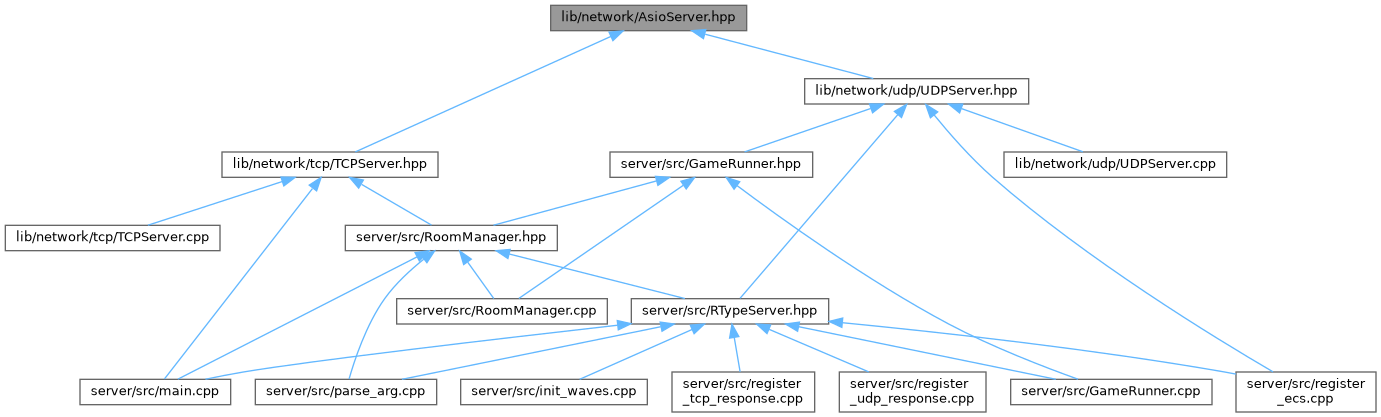 lib/network/AsioServer.hpp
lib/network/udp/UDPServer.hpp
lib/network/tcp/TCPServer.hpp
server/src/GameRunner.hpp
lib/network/udp/UDPServer.cpp
lib/network/tcp/TCPServer.cpp
server/src/RoomManager.hpp
server/src/RoomManager.cpp
server/src/RTypeServer.hpp
server/src/main.cpp
server/src/parse_arg.cpp
server/src/init_waves.cpp
server/src/register
_tcp_response.cpp
server/src/register
_udp_response.cpp
server/src/GameRunner.cpp
server/src/register
_ecs.cpp